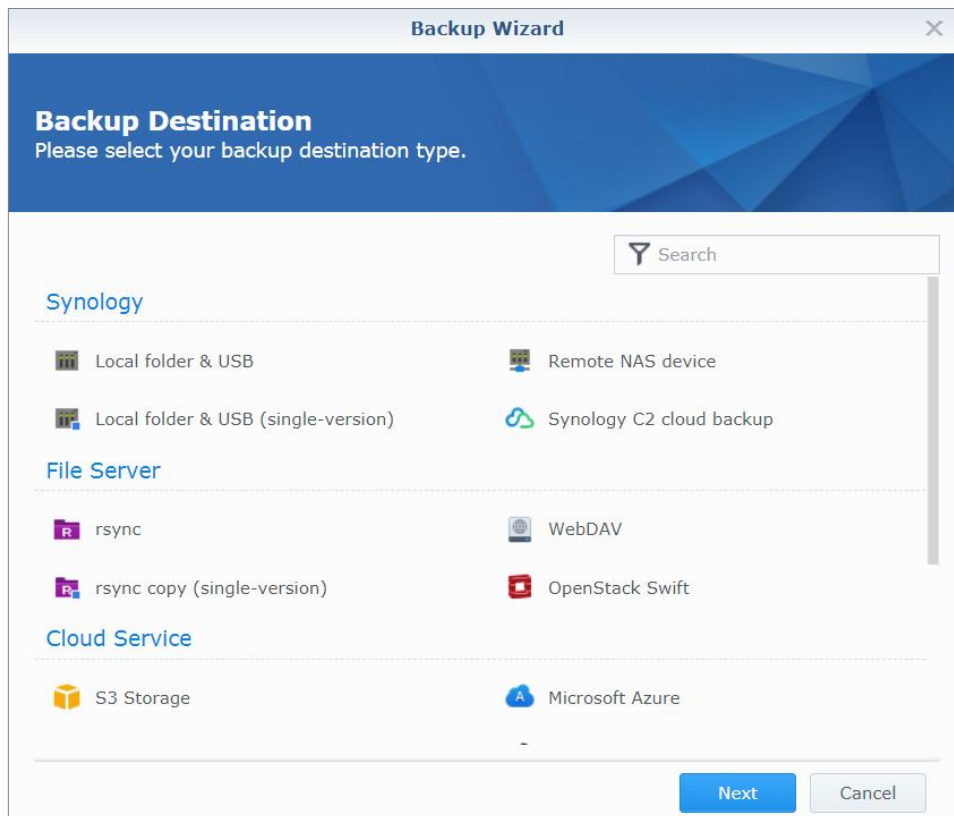 Backup Wizard
Backup Destination
Please select your backup destination type.
Search
Synology
Local folder & USB
Remote NAS device
Local folder & USB (single-version)
Synology C2 cloud backup
File Server
rsync
WebDAV
rsync copy (single-version)
OpenStack Swift
Cloud Service
S3 Storage
Microsoft Azure
Next
Cancel